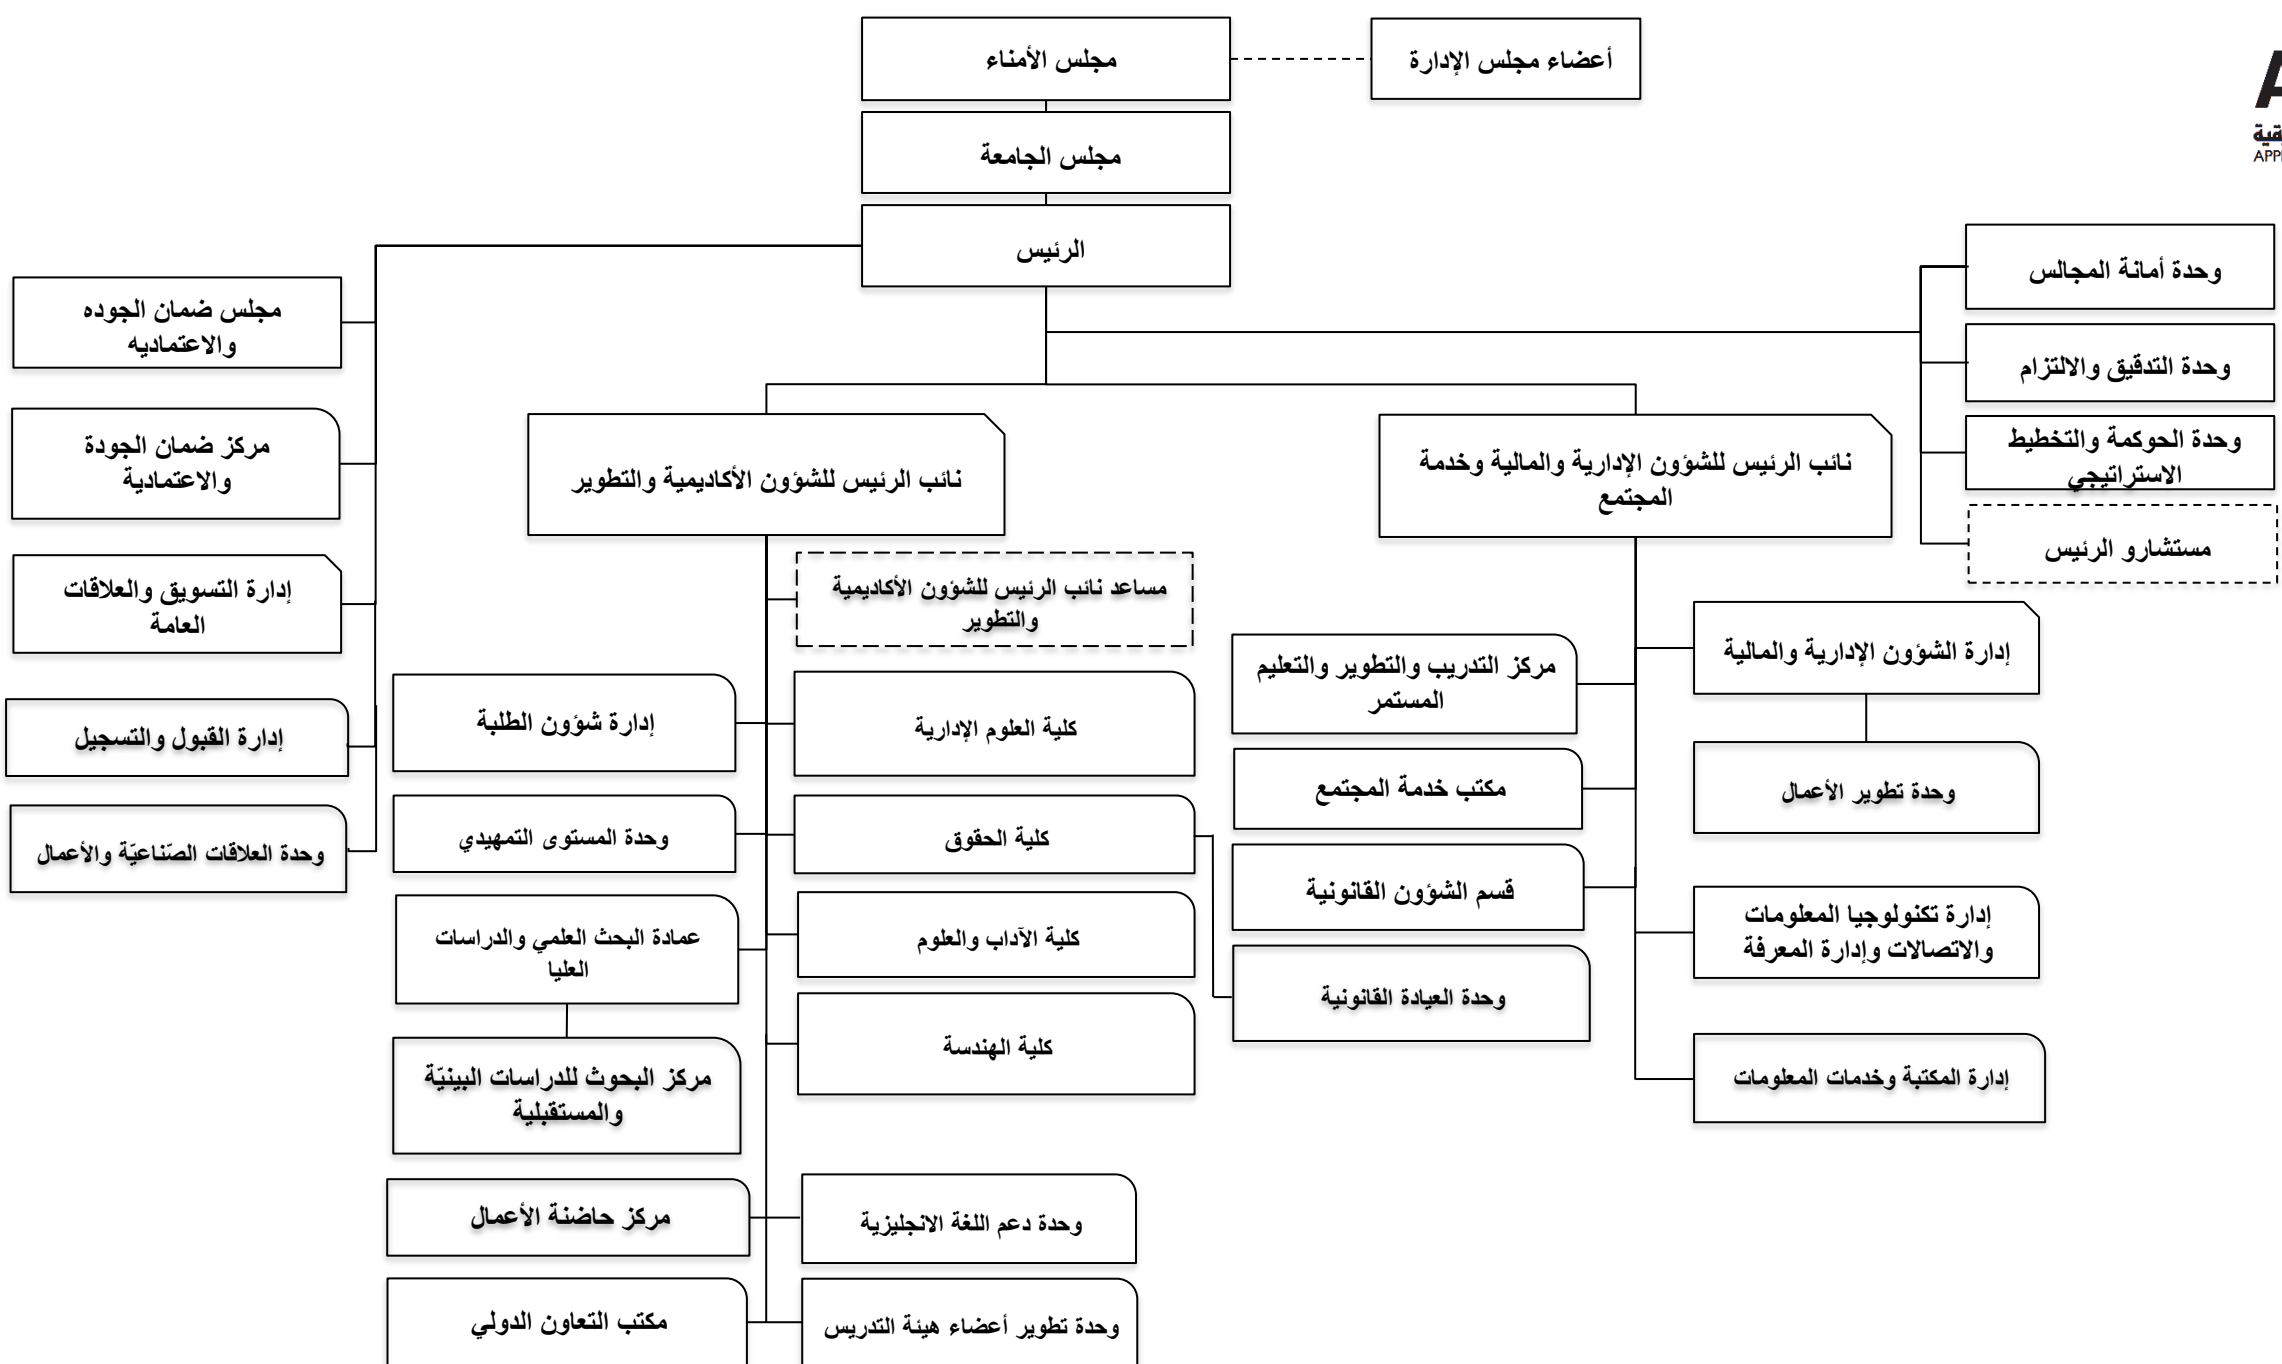 أعضاء مجلس الإدارة
مجلس الأمناء
مجلس الجامعة
الرئيس
APP
وحدة أمانة المجالس
وحدة التدقيق والالتزام
وحدة الحوكمة والتخطيط
الاستراتيجي
مستشارو الرئيس
مجلس ضمان الجوده
والاعتماديه
مركز ضمان الجودة
والاعتمادية
إدارة التسويق والعلاقات
العامة
إدارة القبول والتسجيل
وحدة العلاقات الصّناعيّة والأعمال
نائب الرئيس للشؤون الإدارية والمالية وخدمة
المجتمع
إدارة الشؤون الإدارية والمالية
وحدة تطوير الأعمال
إدارة تكنولوجيا المعلومات
والاتصالات وإدارة المعرفة
إدارة المكتبة وخدمات المعلومات
مركز التدريب والتطوير والتعليم
المستمر
مكتب خدمة المجتمع
قسم الشؤون القانونية
وحدة العيادة القانونية
نائب الرئيس للشؤون الأكاديمية والتطوير
مساعد نائب الرئيس للشؤون الأكاديمية
والتطوير
كلية العلوم الإدارية
كلية الحقوق
كلية الآداب والعلوم
كلية الهندسة
وحدة دعم اللغة الانجليزية
وحدة تطوير أعضاء هيئة التدريس
إدارة شؤون الطلبة
وحدة المستوى التمهيدي
عمادة البحث العلمي والدراسات
العليا
مركز البحوث للدراسات البينيّة
والمستقبلية
مركز حاضنة الأعمال
مكتب التعاون الدولي